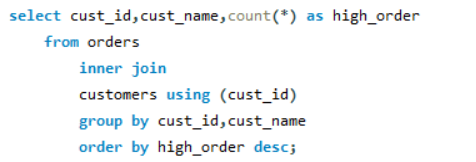 select cust_id,cust_name,count(*) as high_order
from orders
inner join
customers using (cust_id)
group by cust_id,cust_name
order by high_order desc;